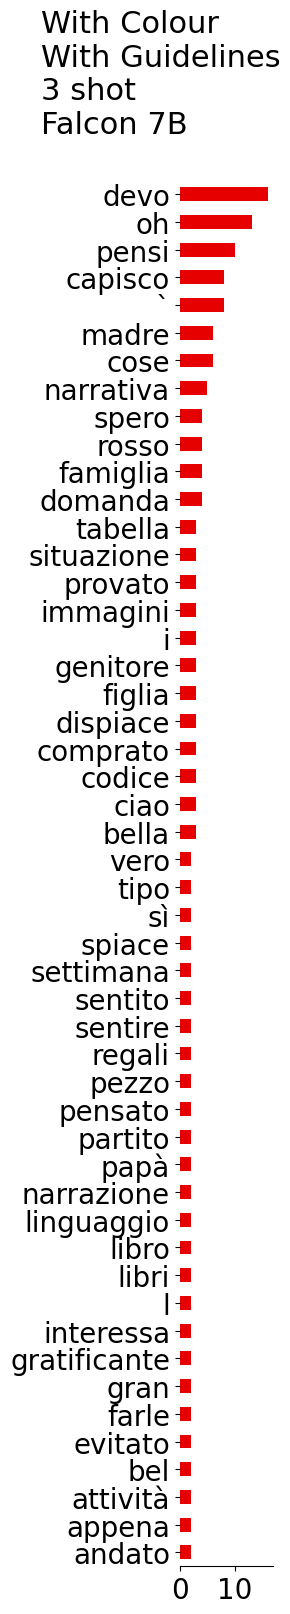 With Colour
With Guidelines
3 shot
Falcon 7B
devo
oh
pensi
capisco
`
madre
cose
narrativa
spero
rosso
famiglia
domanda
tabella
situazione
provato
immagini
i
genitore
figlia
dispiace
comprato
codice
ciao
bella
vero
tipo
sì
spiace
settimana
sentito
sentire
regali
pezzo
pensato
partito
papà
narrazione
linguaggio
libro
libri
l
interessa
gratificante
gran
farle
evitato
bel
attività
appena
andato
0 10